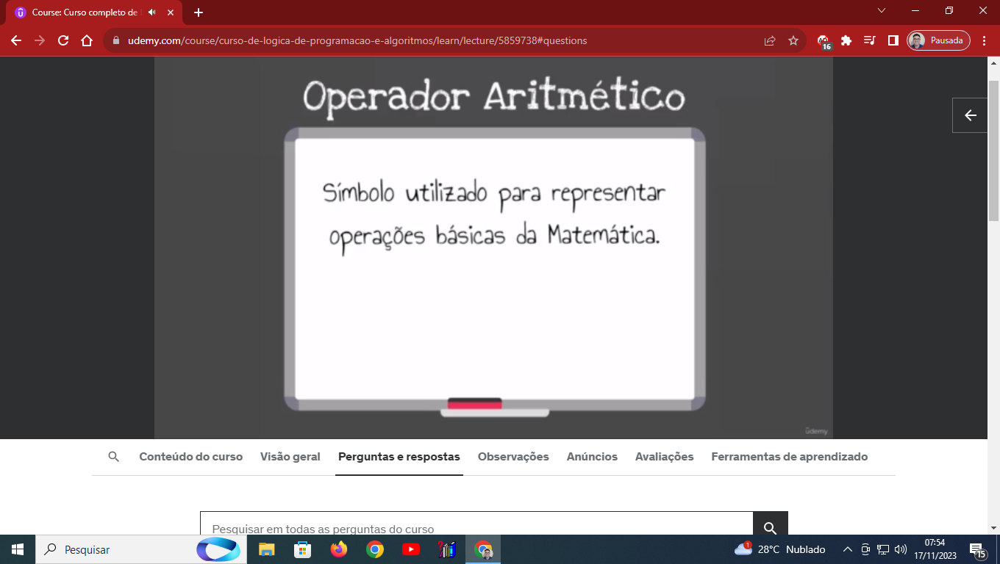 Course: Curso completo de
udemy.com/course/curso-de-logica-de-programacao-e-algoritmos/learn/lecture/5859738#questions
16
Pausada
Operador Aritmético
Símbolo utilizado para representar
operações básicas da Matemática.
ûdemy
Conteúdo do curso Visão geral Perguntas e respostas Observações Anúncios Avaliações Ferramentas de aprendizado
Pesquisar em todas as perguntas do curso
Pesquisar
1
28°C Nublado
07:54
17/11/2023
15